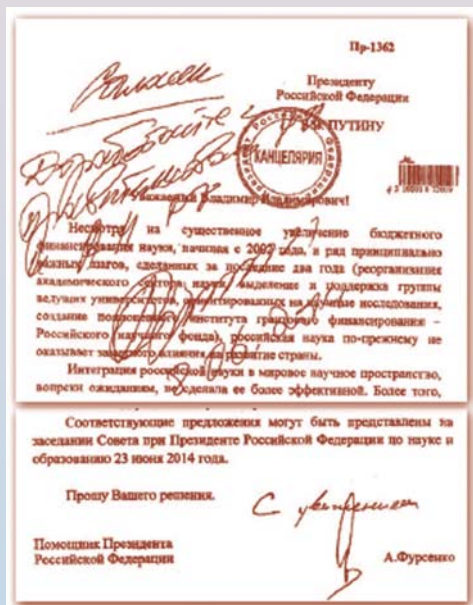 Пр-1362
Согласен
Президенту
Российской Федерации
В.В. ПУТИНУ
КАНЦЕЛЯРИЯ
Доработайте с
Уважаемый Владимир Владимирович!
Несмотря на существенное увеличение бюджетного
финансирования науки, начиная с 2002 года, и ряд принципиально
важных шагов, сделанных за последние два года (реорганизация
академического сектора науки, выделение и поддержка группы
ведущих университетов, ориентированных на научные исследования,
создание полноценного института грантового финансирования –
Российского научного фонда), российская наука по-прежнему не
оказывает заметного влияния на развитие страны.
Интеграция российской науки в мировое научное пространство,
вопреки ожиданиям, не сделала ее более эффективной. Более того,
Соответствующие предложения могут быть представлены на
заседании Совета при Президенте Российской Федерации по науке и
образованию 23 июня 2014 года.
Прошу Вашего решения.
С уважением
Помощник Президента
Российской Федерации
А.Фурсенко